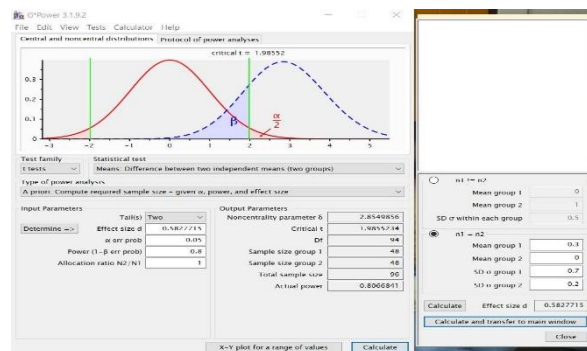 G*Power 3.1.9.2
File Edit View Tests Calculator Help
Central and noncentral distributions Protocol of power analyses
critical t = 1.98552
0.3
0.2
0.1
0
β
α
2
-3 -2 -1 0 1 2 3 4 5
Test family Statistical test
t tests Means: Difference between two independent means (two groups)
Type of power analysis
A priori: Compute required sample size – given α, power, and effect size
Input Parameters Output Parameters
Tail(s) Two Noncentrality parameter δ 2.8549856
Determine => Effect size d 0.5827715 Critical t 1.9855234
α err prob 0.05 Df 94
Power (1-β err prob) 0.8 Sample size group 1 48
Allocation ratio N2/N1 1 Sample size group 2 48
Total sample size 96
Actual power 0.8066841
X-Y plot for a range of values Calculate
n1 != n2
Mean group 1 0
Mean group 2 1
SD σ within each group 0.5
n1 = n2
Mean group 1 0.3
Mean group 2 0
SD σ group 1 0.7
SD σ group 2 0.2
Calculate Effect size d 0.5827715
Calculate and transfer to main window
Close